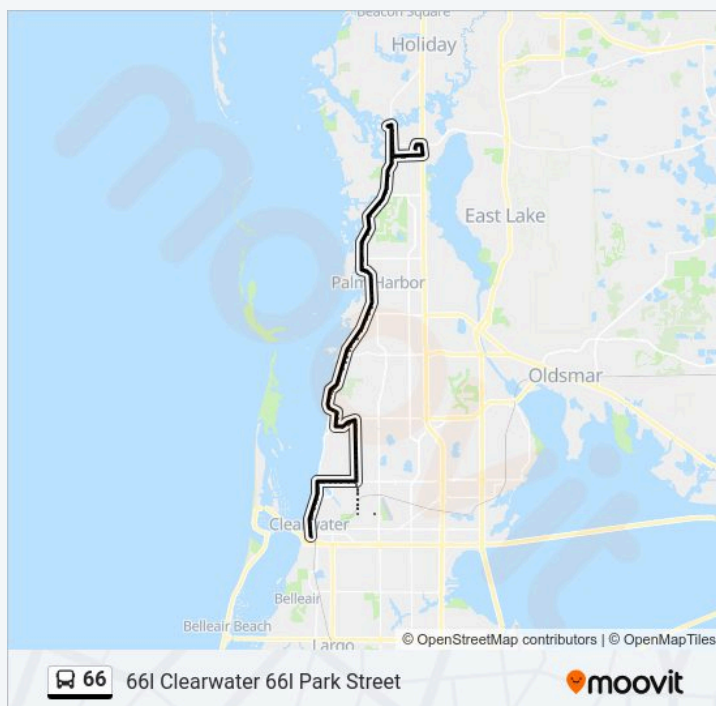 Beacon Square
Holiday
East Lake
Palm Harbor
Oldsmar
Clearwater
Belleair
Belleair Beach
Largo
© OpenStreetMap contributors | © OpenMapTiles
66 66I Clearwater 66I Park Street
moovit
moovit